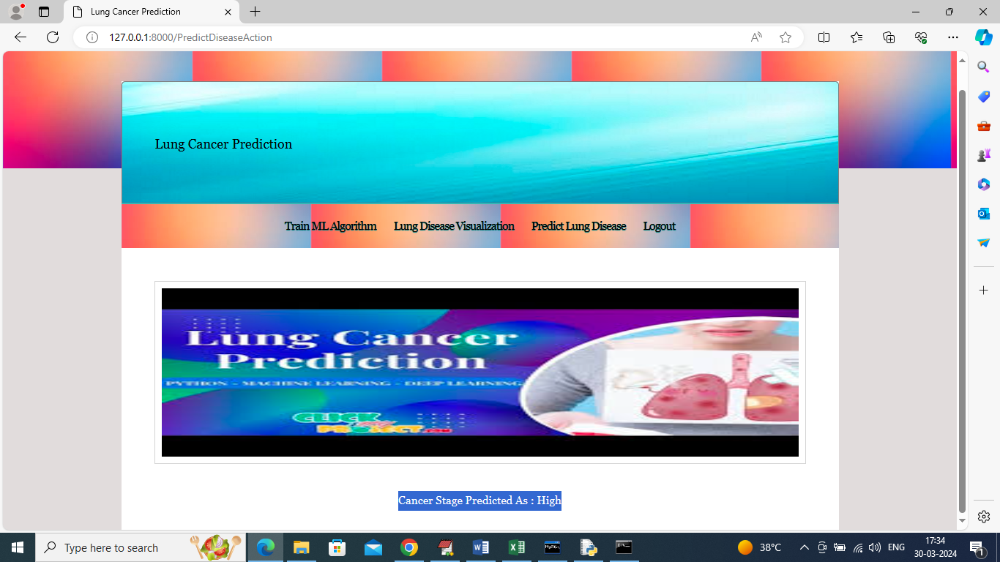 Lung Cancer Prediction
127.0.0.1:8000/PredictDiseaseAction
Lung Cancer Prediction
Train ML Algorithm Lung Disease Visualization Predict Lung Disease Logout
Lung Cancer
Prediction
PYTHON - MACHINE LEARNING - DEEP LEARNING
CLICK
PROJECT.COM
Cancer Stage Predicted As : High
Type here to search
38°C
ENG
17:34
30-03-2024
1